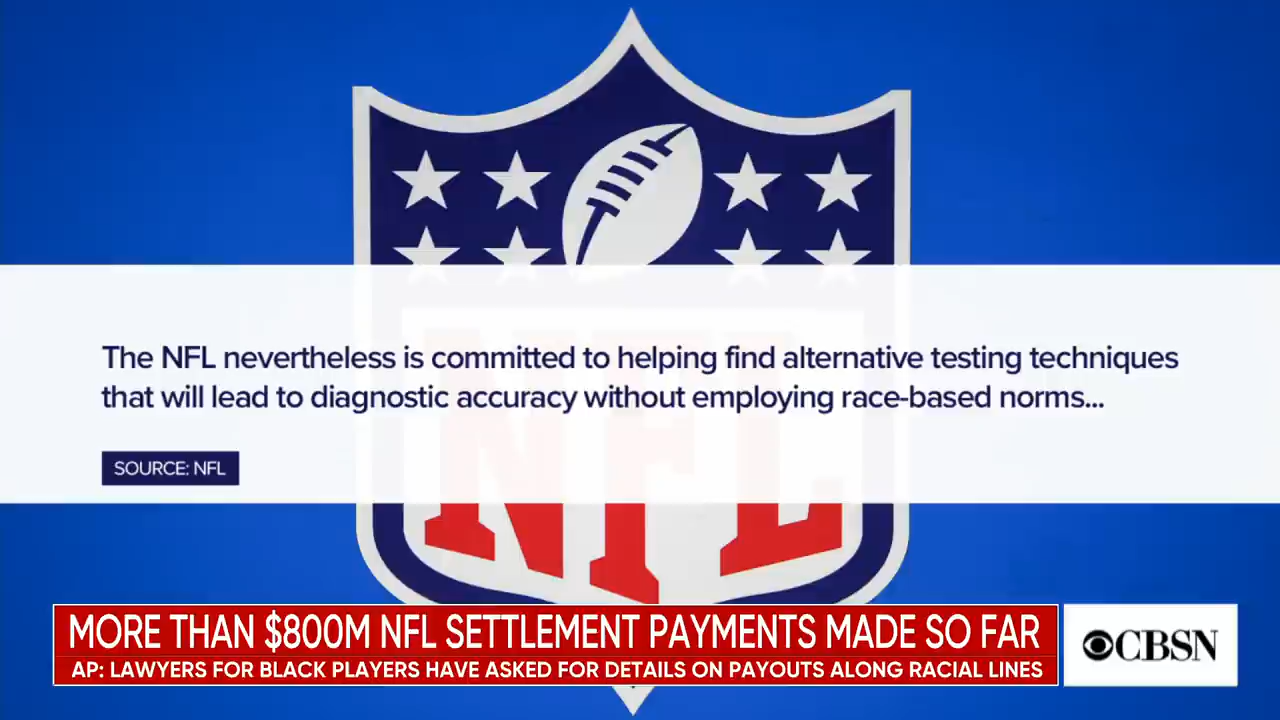 The NFL nevertheless is committed to helping find alternative testing techniques
that will lead to diagnostic accuracy without employing race-based norms...
SOURCE: NFL
NFL
MORE THAN $800M NFL SETTLEMENT PAYMENTS MADE SO FAR
AP: LAWYERS FOR BLACK PLAYERS HAVE ASKED FOR DETAILS ON PAYOUTS ALONG RACIAL LINES
CBSN